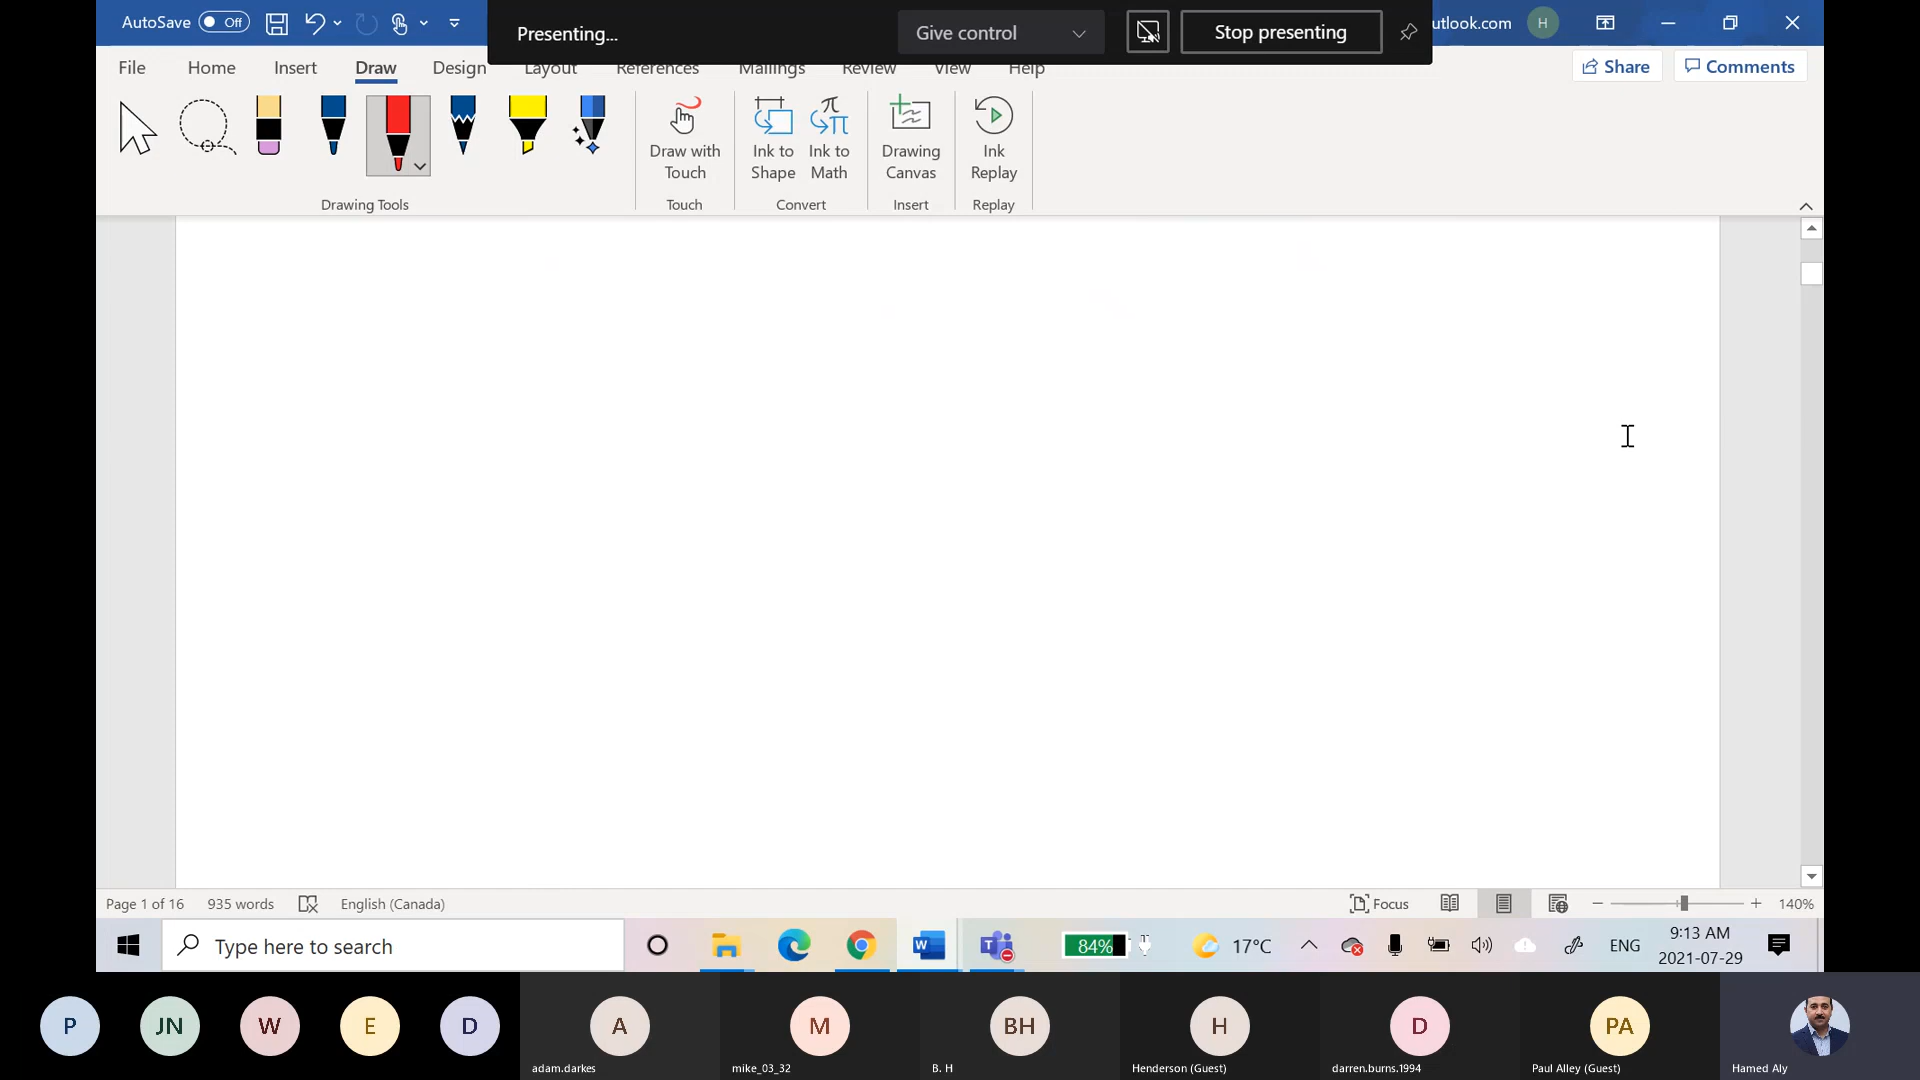 AutoSave Off
Presenting...
Give control
Stop presenting
utlook.com
H
File Home Insert Draw Design Layout References Mailings Review View Help
Share Comments
Draw with Touch
Ink to Shape
Ink to Math
Drawing Canvas
Ink Replay
Drawing Tools Touch Convert Insert Replay
Page 1 of 16 935 words English (Canada) Focus 140%
Type here to search
84% 17°C ENG
9:13 AM
2021-07-29
P JN W E D A M BH H D PA
adam.darkes mike_03_32 B. H Henderson (Guest) darren.burns.1994 Paul Alley (Guest) Hamed Aly